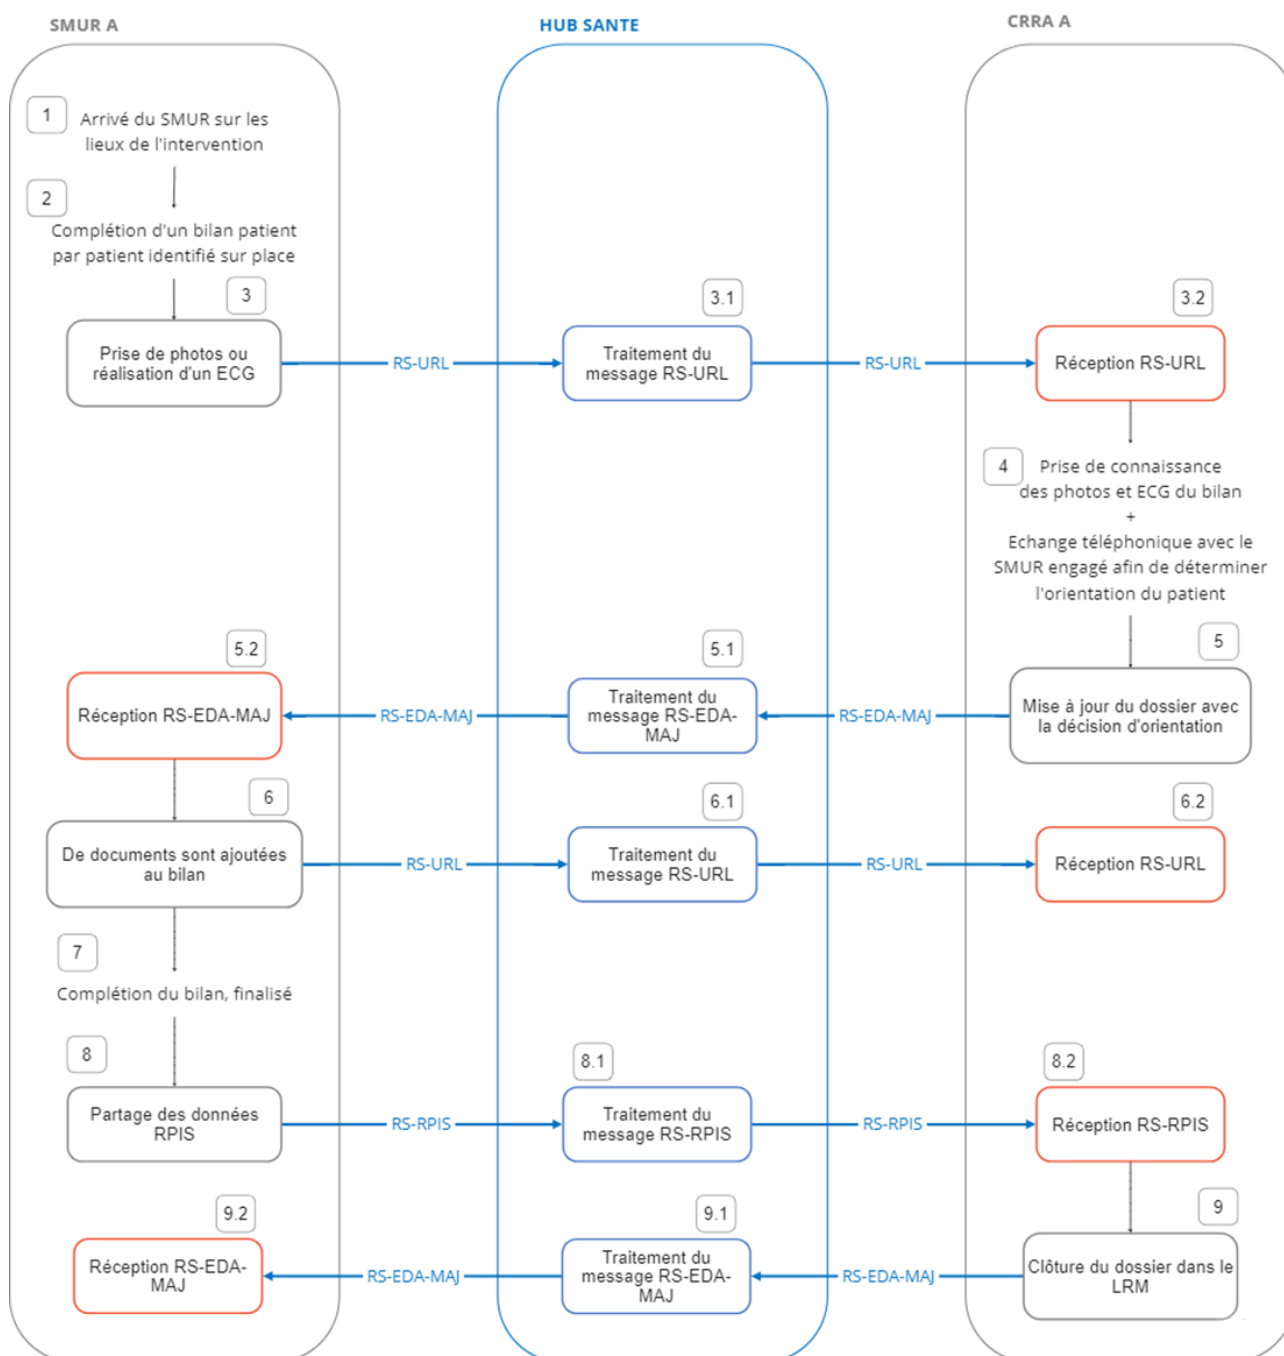 SMUR A
HUB SANTE
CRRA A
1
Arrivé du SMUR sur les
lieux de l'intervention
2
Complétion d'un bilan patient
par patient identifié sur place
3
3.1
3.2
Prise de photos ou
réalisation d'un ECG
RS-URL
Traitement du
message RS-URL
RS-URL
Réception RS-URL
4
Prise de connaissance
des photos et ECG du bilan
+
Echange téléphonique avec le
SMUR engagé afin de déterminer
l'orientation du patient
5.2
5.1
5
Réception RS-EDA-MAJ
RS-EDA-MAJ
Traitement du
message RS-EDA-
MAJ
RS-EDA-MAJ
Mise à jour du dossier avec
la décision d'orientation
6
6.1
6.2
De documents sont ajoutées
au bilan
RS-URL
Traitement du
message RS-URL
RS-URL
Réception RS-URL
7
Complétion du bilan, finalisé
8
8.1
8.2
Partage des données
RPIS
RS-RPIS
Traitement du
message RS-RPIS
RS-RPIS
Réception RS-RPIS
9.2
9.1
9
Réception RS-EDA-
MAJ
RS-EDA-MAJ
Traitement du
message RS-EDA-
MAJ
RS-EDA-MAJ
Clôture du dossier dans le
LRM